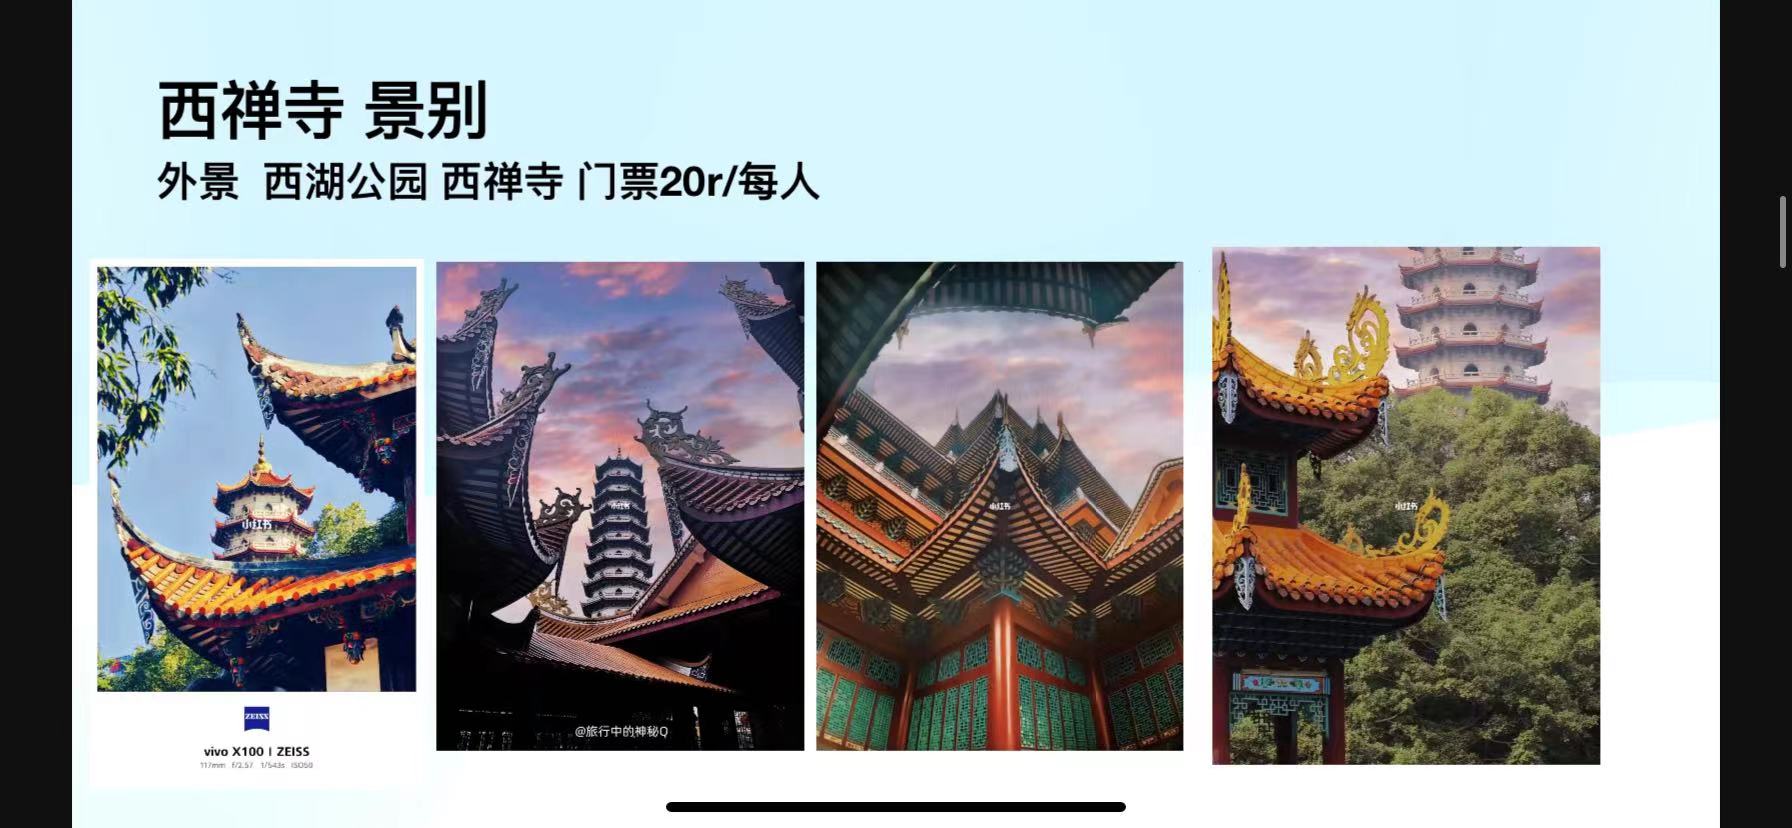 西禅寺 景别
外景 西湖公园 西禅寺 门票20r/每人
小红书
小红书
小红书
小红书
@旅行中的神秘Q
ZEISS
vivo X100 | ZEISS
117mm f/2.57 1/543s ISO50